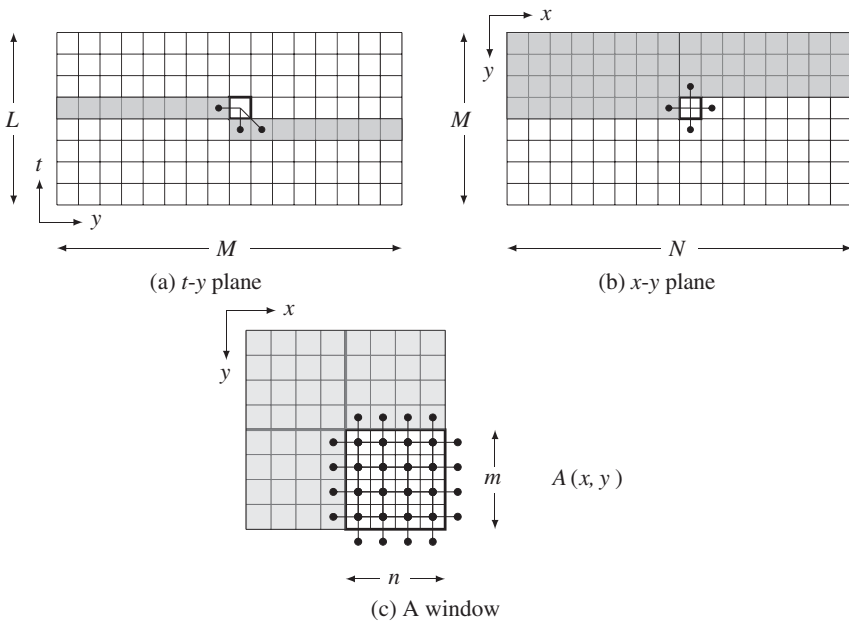 L
t
y
M
(a) t-y plane
x
y
M
N
(b) x-y plane
x
y
m
A(x, y)
n
(c) A window